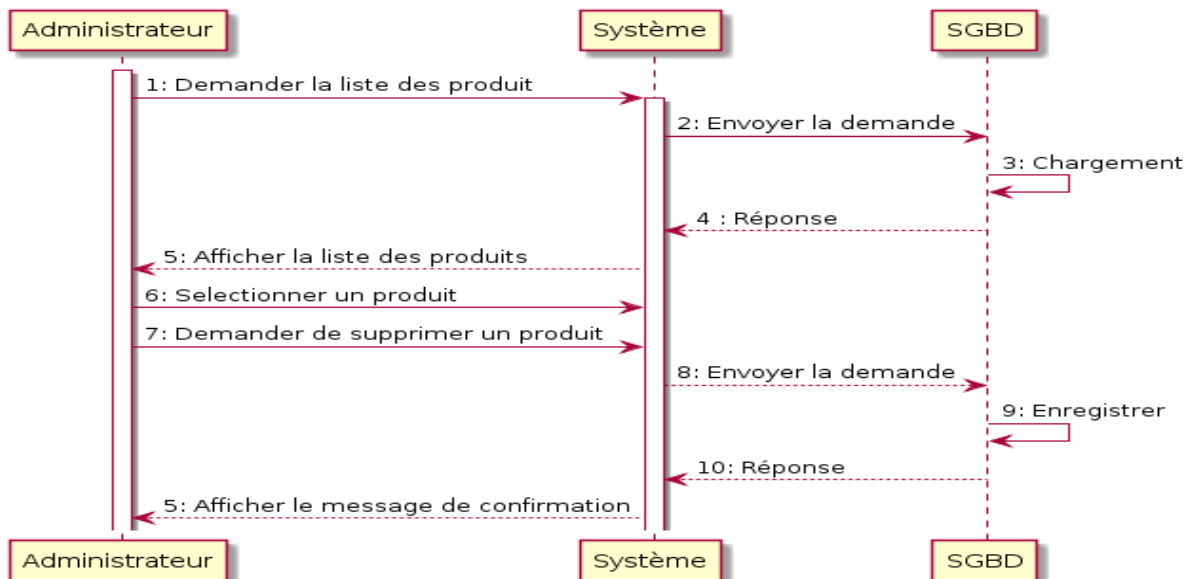 Administrateur
Système
SGBD
1: Demander la liste des produit
2: Envoyer la demande
3: Chargement
4 : Réponse
5: Afficher la liste des produits
6: Selectionner un produit
7: Demander de supprimer un produit
8: Envoyer la demande
9: Enregistrer
10: Réponse
5: Afficher le message de confirmation
Administrateur
Système
SGBD